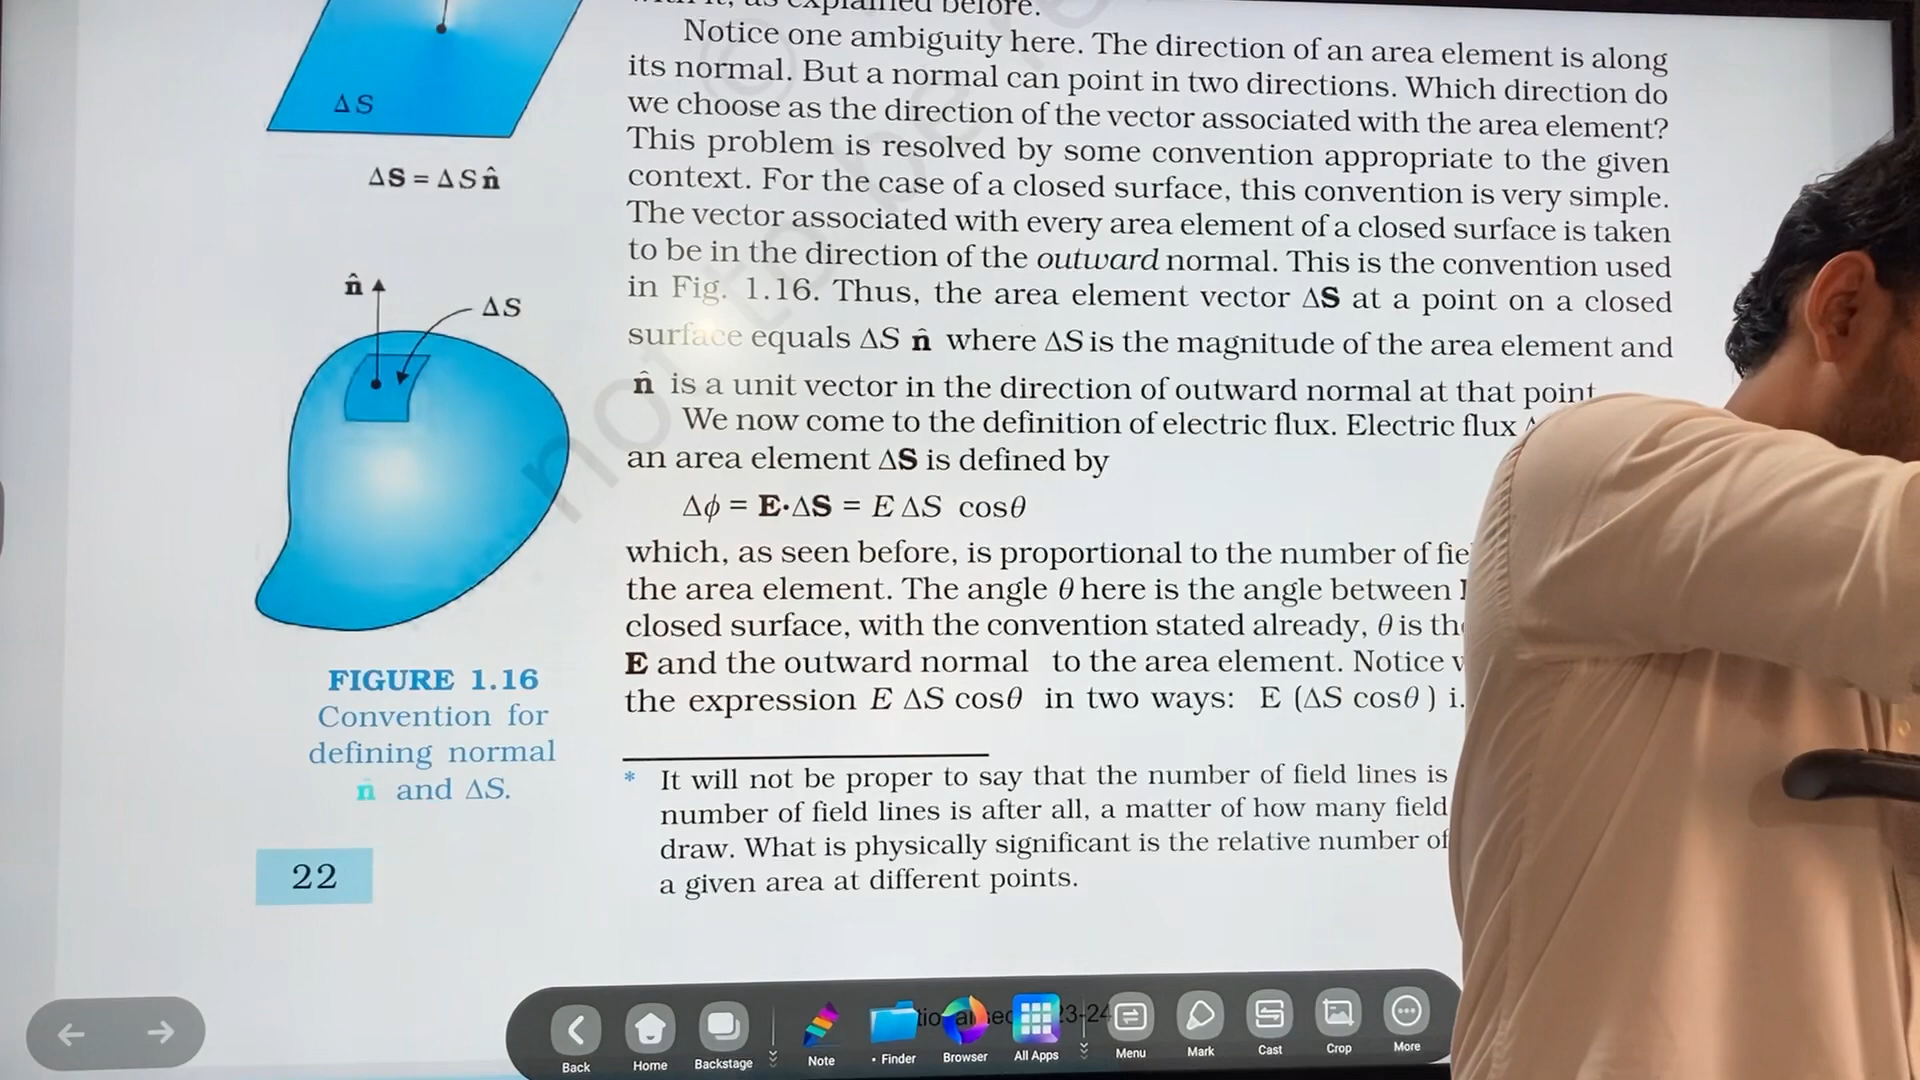 ΔS
ΔS = ΔS n̂
n̂
ΔS
FIGURE 1.16
Convention for
defining normal
n̂ and ΔS.
22
explained before.
Notice one ambiguity here. The direction of an area element is along
its normal. But a normal can point in two directions. Which direction do
we choose as the direction of the vector associated with the area element?
This problem is resolved by some convention appropriate to the given
context. For the case of a closed surface, this convention is very simple.
The vector associated with every area element of a closed surface is taken
to be in the direction of the outward normal. This is the convention used
in Fig. 1.16. Thus, the area element vector ΔS at a point on a closed
surface equals ΔS n̂ where ΔS is the magnitude of the area element and
n̂ is a unit vector in the direction of outward normal at that point
We now come to the definition of electric flux. Electric flux
an area element ΔS is defined by
Δϕ = E·ΔS = E ΔS cosθ
which, as seen before, is proportional to the number of fie
the area element. The angle θ here is the angle between
closed surface, with the convention stated already, θ is
E and the outward normal to the area element. Notice
the expression E ΔS cosθ in two ways: E (ΔS cosθ ) i.
* It will not be proper to say that the number of field lines is
number of field lines is after all, a matter of how many field
draw. What is physically significant is the relative number of
a given area at different points.
Back
Home
Backstage
Note
• Finder
Browser
All Apps
Menu
Mark
Cast
Crop
More